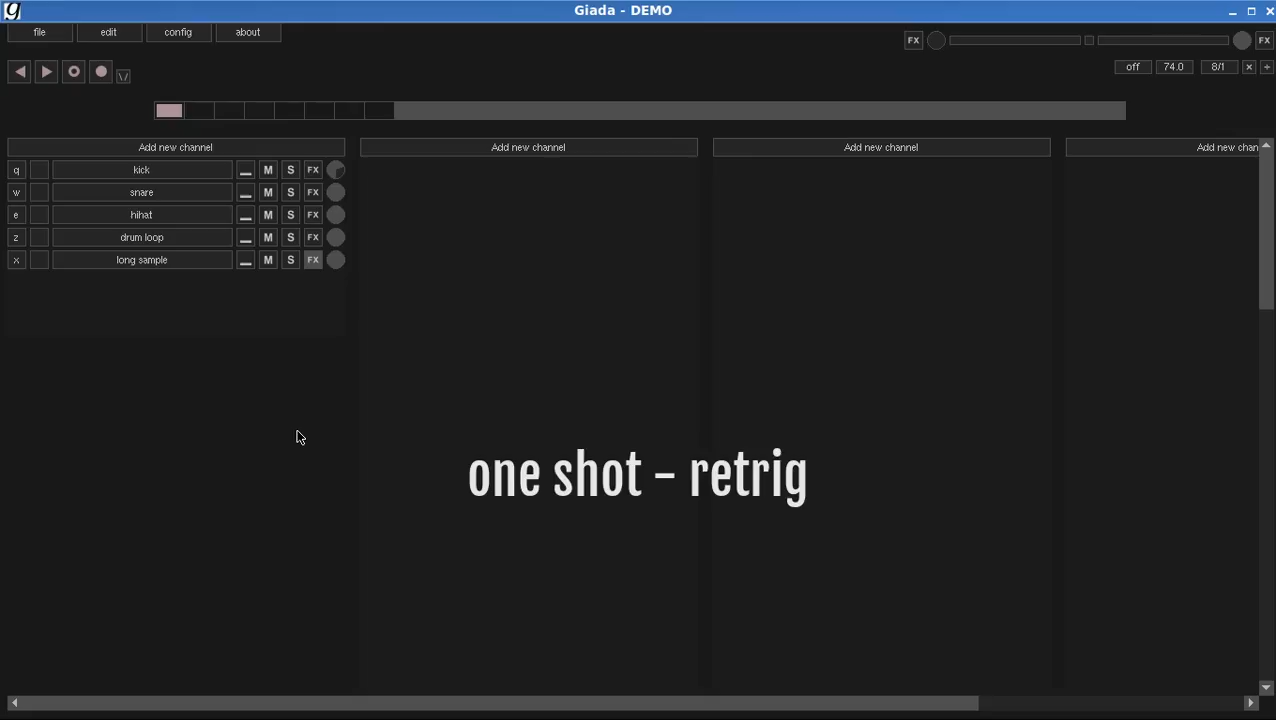 Giada - DEMO
file edit config about
FX FX
off 74.0 8/1 × +
Add new channel Add new channel Add new channel Add new chan
q kick M S FX
w snare M S FX
e hihat M S FX
z drum loop M S FX
x long sample M S FX
one shot - retrig